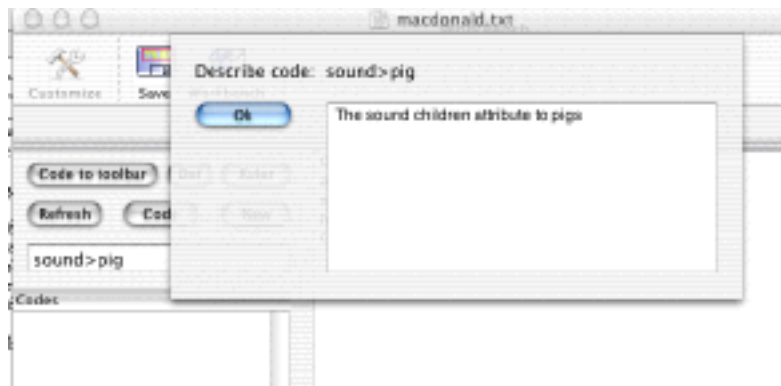 macdonald.txt
Customize
Save
Describe code: sound>pig
Ok
The sound children attribute to pigs
Code to toolbar
Refresh
Cod
sound>pig
Codes